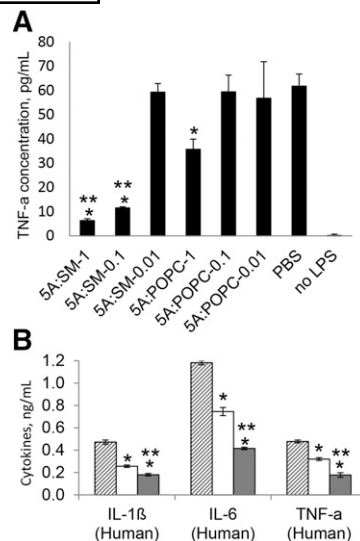 A
80
70
60
50
40
30
20
10
0
TNF-a concentration, pg/mL
**
*
**
*
*
5A:SM-1
5A:SM-0.1
5A:SM-0.01
5A:POPC-1
5A:POPC-0.1
5A:POPC-0.01
PBS
no LPS
B
1.2
1.0
0.8
0.6
0.4
0.2
0.0
Cytokines, ng/mL
*
**
*
*
**
*
*
**
*
IL-1ß
(Human)
IL-6
(Human)
TNF-a
(Human)